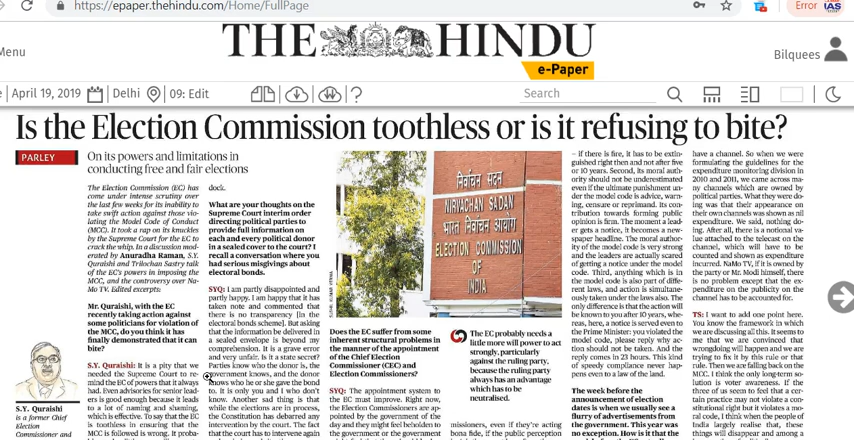 https://epaper.thehindu.com/Home/FullPage
Error
IAS
THE HINDU
e-Paper
Menu
Bilquees
April 19, 2019
Delhi
09: Edit
Search
Is the Election Commission toothless or is it refusing to bite?
PARLEY
On its powers and limitations in
conducting free and fair elections
The Election Commission (EC) has
come under intense scrutiny over
the last few weeks for its inability to
take swift action against those vio-
lating the Model Code of Conduct
(MCC). It took a rap on its knuckles
by the Supreme Court for the EC to
crack the whip. In a discussion mod-
erated by Anuradha Raman, S.Y.
Quraishi and Trilochan Sastry talk
of the EC's powers in imposing the
MCC, and the controversy over Na-
Mo TV. Edited excerpts:
Mr. Quraishi, with the EC
recently taking action against
some politicians for violation of
the MCC, do you think it has
finally demonstrated that it can
bite?
S.Y. Quraishi: It is a pity that we
needed the Supreme Court to re-
mind the EC of powers that it always
had. Even advisories for senior lead-
ers is good enough because it leads
to a lot of naming and shaming,
which is effective. To say that the EC
is toothless in ensuring that the
MCC is followed is wrong. It proba-
S.Y. Quraishi
is a former Chief
Election Commissioner and
dock.
What are your thoughts on the
Supreme Court interim order
directing political parties to
provide full information on
each and every political donor
in a sealed cover to the court? I
recall a conversation where you
had serious misgivings about
electoral bonds.
SYQ: I am partly disappointed and
partly happy. I am happy that it has
taken note and commented that
there is no transparency [in the
electoral bonds scheme]. But asking
that the information be delivered in
a sealed envelope is beyond my
comprehension. It is a grave error
and very unfair. Is it a state secret?
Parties know who the donor is, the
government knows, and the donor
knows who he or she gave the bond
to. It is only you and I who don't
know. Another sad thing is that
while the elections are in process,
the Constitution has debarred any
intervention by the court. The fact
that the court has to intervene again
निर्वाचन सदन
NIRVACHAN SADAN
भारत निर्वाचन आयोग
ELECTION COMMISSION
OF
INDIA
Does the EC suffer from some
inherent structural problems in
the manner of the appointment
of the Chief Election
Commissioner (CEC) and
Election Commissioners?
SYQ: The appointment system to
the EC must improve. Right now,
the Election Commissioners are ap-
pointed by the government of the
day and they might feel beholden to
the government or the government
The EC probably needs a
little more will power to act
strongly, particularly
against the ruling party,
because the ruling party
always has an advantage
which has to be
neutralised.
missioners, even if they're acting
bona fide, if the public perception
– if there is fire, it has to be extin-
guished right then and not after five
or 10 years. Second, its moral auth-
ority should not be underestimated
even if the ultimate punishment un-
der the model code is advice, warn-
ing, censure or reprimand. Its con-
tribution towards forming public
opinion is firm. The moment a lead-
er gets a notice, it becomes a new-
spaper headline. The moral author-
ity of the model code is very strong
and the leaders are actually scared
of getting a notice under the model
code. Third, anything which is in
the model code is also part of differ-
ent laws, and action is simultane-
ously taken under the laws also. The
only difference is that the action will
be known to you after 10 years, whe-
reas, here, a notice is served even to
the Prime Minister: you violated the
model code, please reply why ac-
tion should not be taken. And the
reply comes in 23 hours. This kind
of speedy compliance never hap-
pens even to a law of the land.
The week before the
announcement of election
dates is when we usually see a
flurry of advertisements from
the government. This year was
no exception. How is it that the
have a channel. So when we were
formulating the guidelines for the
expenditure monitoring division in
2010 and 2011, we came across ma-
ny channels which are owned by
political parties. What they were do-
ing was that their appearance on
their own channels was shown as nil
expenditure. We said, nothing do-
ing. After all, there is a notional va-
lue attached to the telecast on the
channel, which will have to be
counted and shown as expenditure
incurred. NaMo TV, if it is owned by
the party or Mr. Modi himself, there
is no problem except that the ex-
penditure on the publicity on the
channel has to be accounted for.
TS: I want to add one point here.
You know the framework in which
we are discussing all this. It seems to
me that we are convinced that
wrongdoing will happen and we are
trying to fix it by this rule or that
rule. Then we are falling back on the
MCC. I think the only long-term so-
lution is voter awareness. If the
three of us seem to feel that a cer-
tain practice may not violate a con-
stitutional right but it violates a mo-
ral code, I think when the people of
India largely resonate with that,
these things will disappear and a